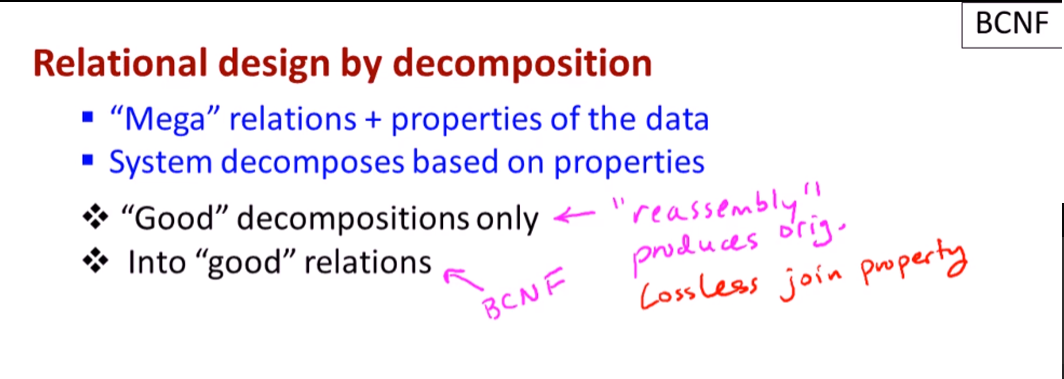 BCNF
Relational design by decomposition
▪ “Mega” relations + properties of the data
▪ System decomposes based on properties
❖ “Good” decompositions only ← "reassembly"
produces orig.
❖ Into “good” relations
BCNF
Lossless join property